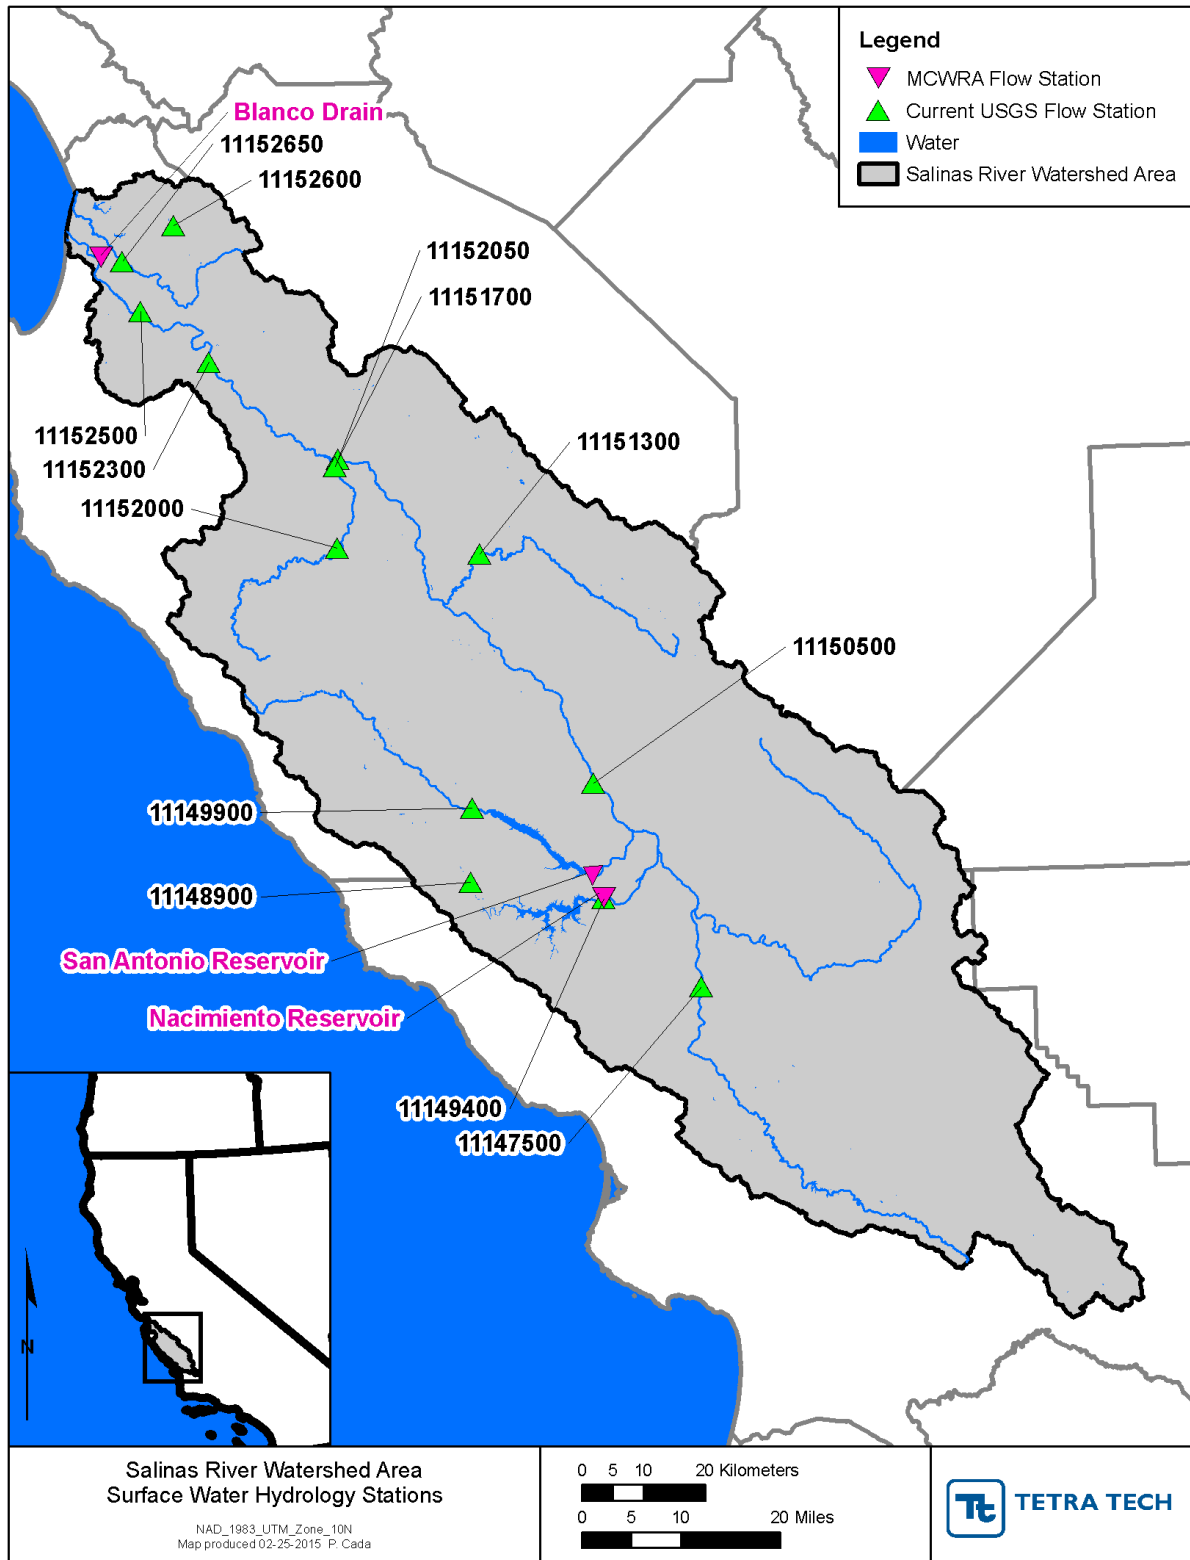 Legend
MCWRA Flow Station
Current USGS Flow Station
Water
Salinas River Watershed Area
Blanco Drain
11152650
11152600
11152050
11151700
11152500
11152300
11152000
11151300
11150500
11149900
11148900
San Antonio Reservoir
Nacimiento Reservoir
11149400
11147500
N
Salinas River Watershed Area
Surface Water Hydrology Stations
NAD_1983_UTM_Zone_10N
Map produced 02-25-2015 P. Cada
0 5 10 20 Kilometers
0 5 10 20 Miles
Tt TETRA TECH